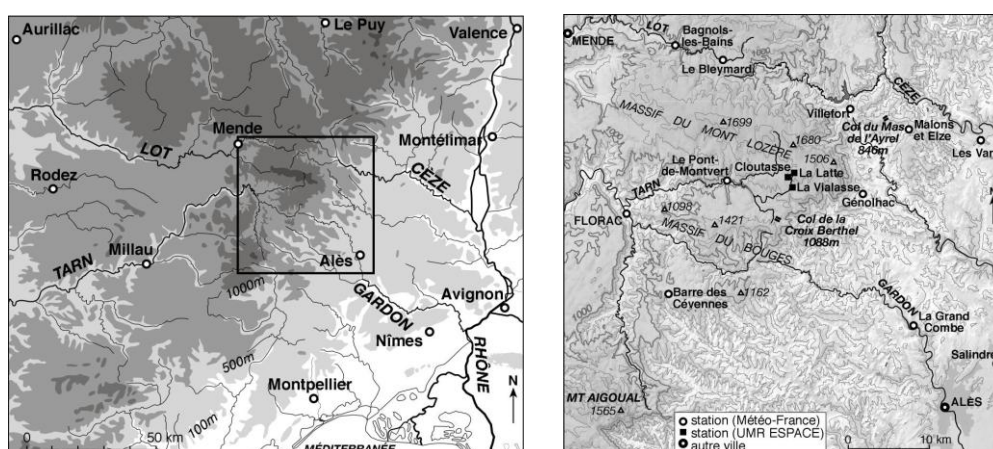 Aurillac
Le Puy
Valence
Mende
Montélimar
LOT
CÈZE
Rodez
Millau
TARN
Alès
1000m
GARDON
Avignon
Nîmes
RHÔNE
500m
Montpellier
N
100m
0 50 km
MÉDITERRANÉE
MENDE
LOT
Bagnols-
les-Bains
1000
Le Bleymard
CÈZE
Villefort
MASSIF DU MONT LOZÈRE
1699
1000
Col du Mas
de l'Ayrel
846m
Malons
et Elze
1680
Les Van
1506
Le Pont-
de-Montvert
Cloutasse
La Latte
La Vialasse
TARN
Génolhac
FLORAC
1098
1421
Col de la
Croix Berthel
1088m
MASSIF DU BOUGES
Barre des
Cévennes
1162
GARDON
La Grand
Combe
1000
Salindre
MT AIGOUAL
1565
ALÈS
station (Météo-France)
station (UMR ESPACE)
autre ville
0 10 km